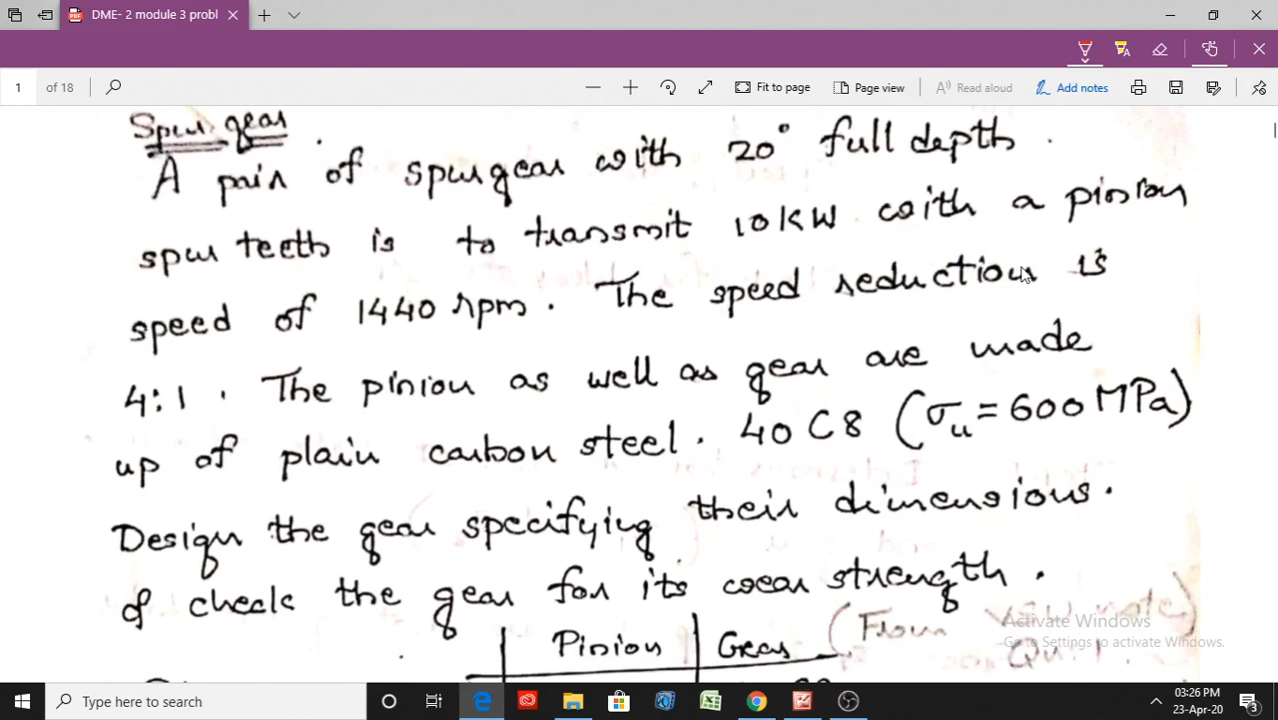 DME- 2 module 3 probl
1 of 18
Fit to page
Page view
Read aloud
Add notes
Spur gear
A pair of spur gear with 20° full depth
spur teeth is to transmit 10 KW with a pinion
speed of 1440 rpm. The speed reduction is
4:1. The pinion as well as gear are made
up of plain carbon steel. 40 C8 (σu = 600 MPa)
Design the gear specifying their dimensions.
& check the gear for its wear strength.
Pinion Gear (From VTU note)
Activate Windows
Go to Settings to activate Windows.
Type here to search
03:26 PM
23-Apr-20
3